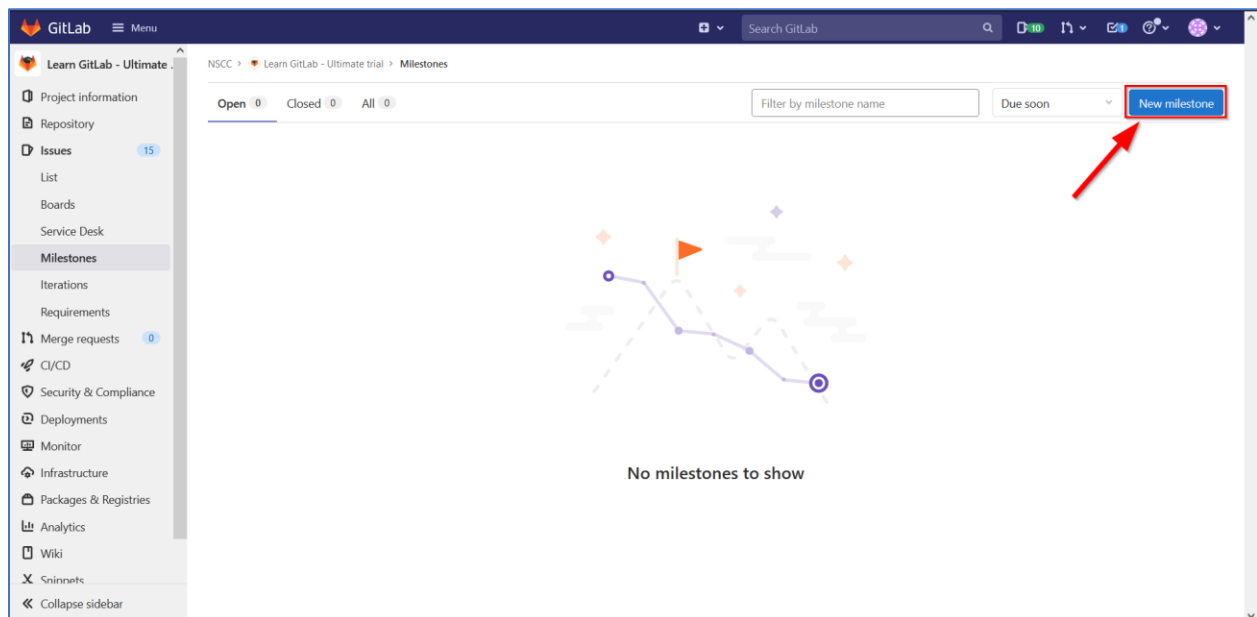 GitLab Menu Search GitLab 10 1
Learn GitLab - Ultimate .
NSCC > Learn GitLab - Ultimate trial > Milestones
Project information
Open 0 Closed 0 All 0 Filter by milestone name Due soon New milestone
Repository
Issues 15
List
Boards
Service Desk
Milestones
Iterations
Requirements
Merge requests 0
CI/CD
Security & Compliance
Deployments
Monitor
No milestones to show
Infrastructure
Packages & Registries
Analytics
Wiki
Snippets
Collapse sidebar